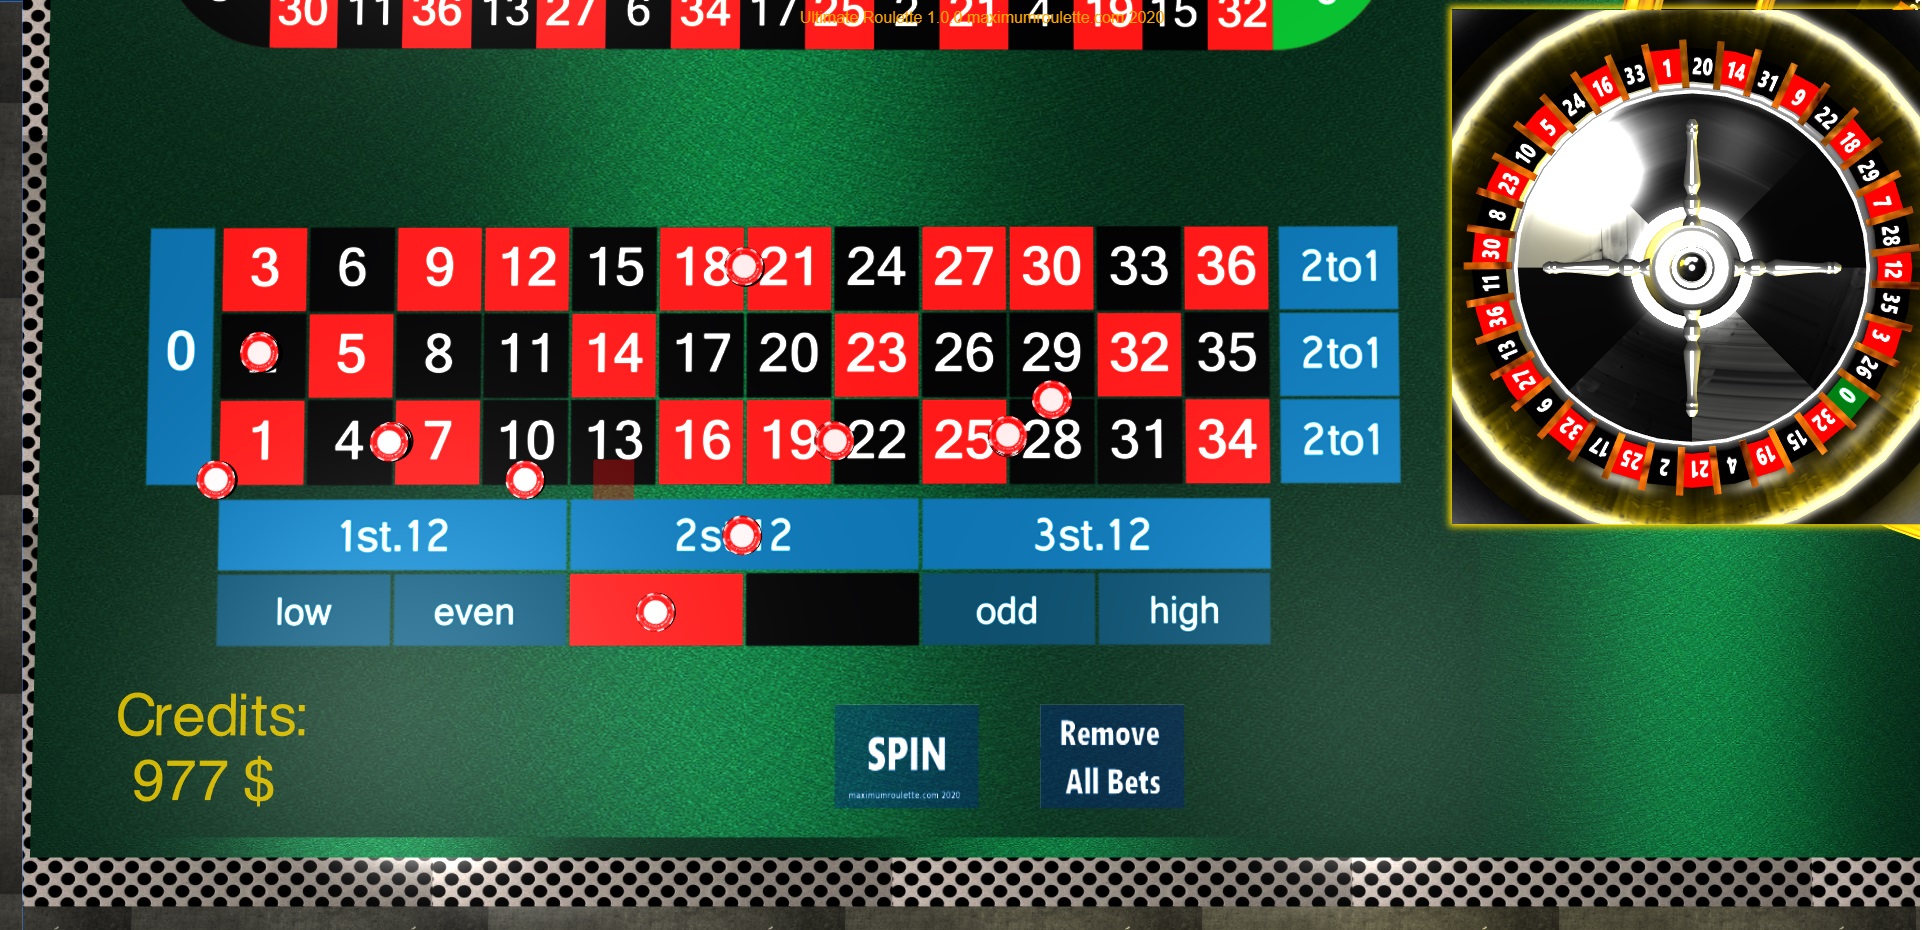 30 11 36 13 27 6 34 17 25 2 21 4 19 15 32
Ultimate Roulette 1.0.0 maximumroulette.com 2020
3 6 9 12 15 18 21 24 27 30 33 36 2to1
0 5 8 11 14 17 20 23 26 29 32 35 2to1
1 4 7 10 13 16 19 22 25 28 31 34 2to1
1st.12 3st.12
low even odd high
Credits:
977 $
SPIN
maximumroulette.com 2020
Remove
All Bets
1 20 14 31 9 22 18 29 7 28 12 35 3 26 0 32 15 19 4 21 2 25 17 32 6 27 13 36 11 30 8 23 10 5 24 16 33